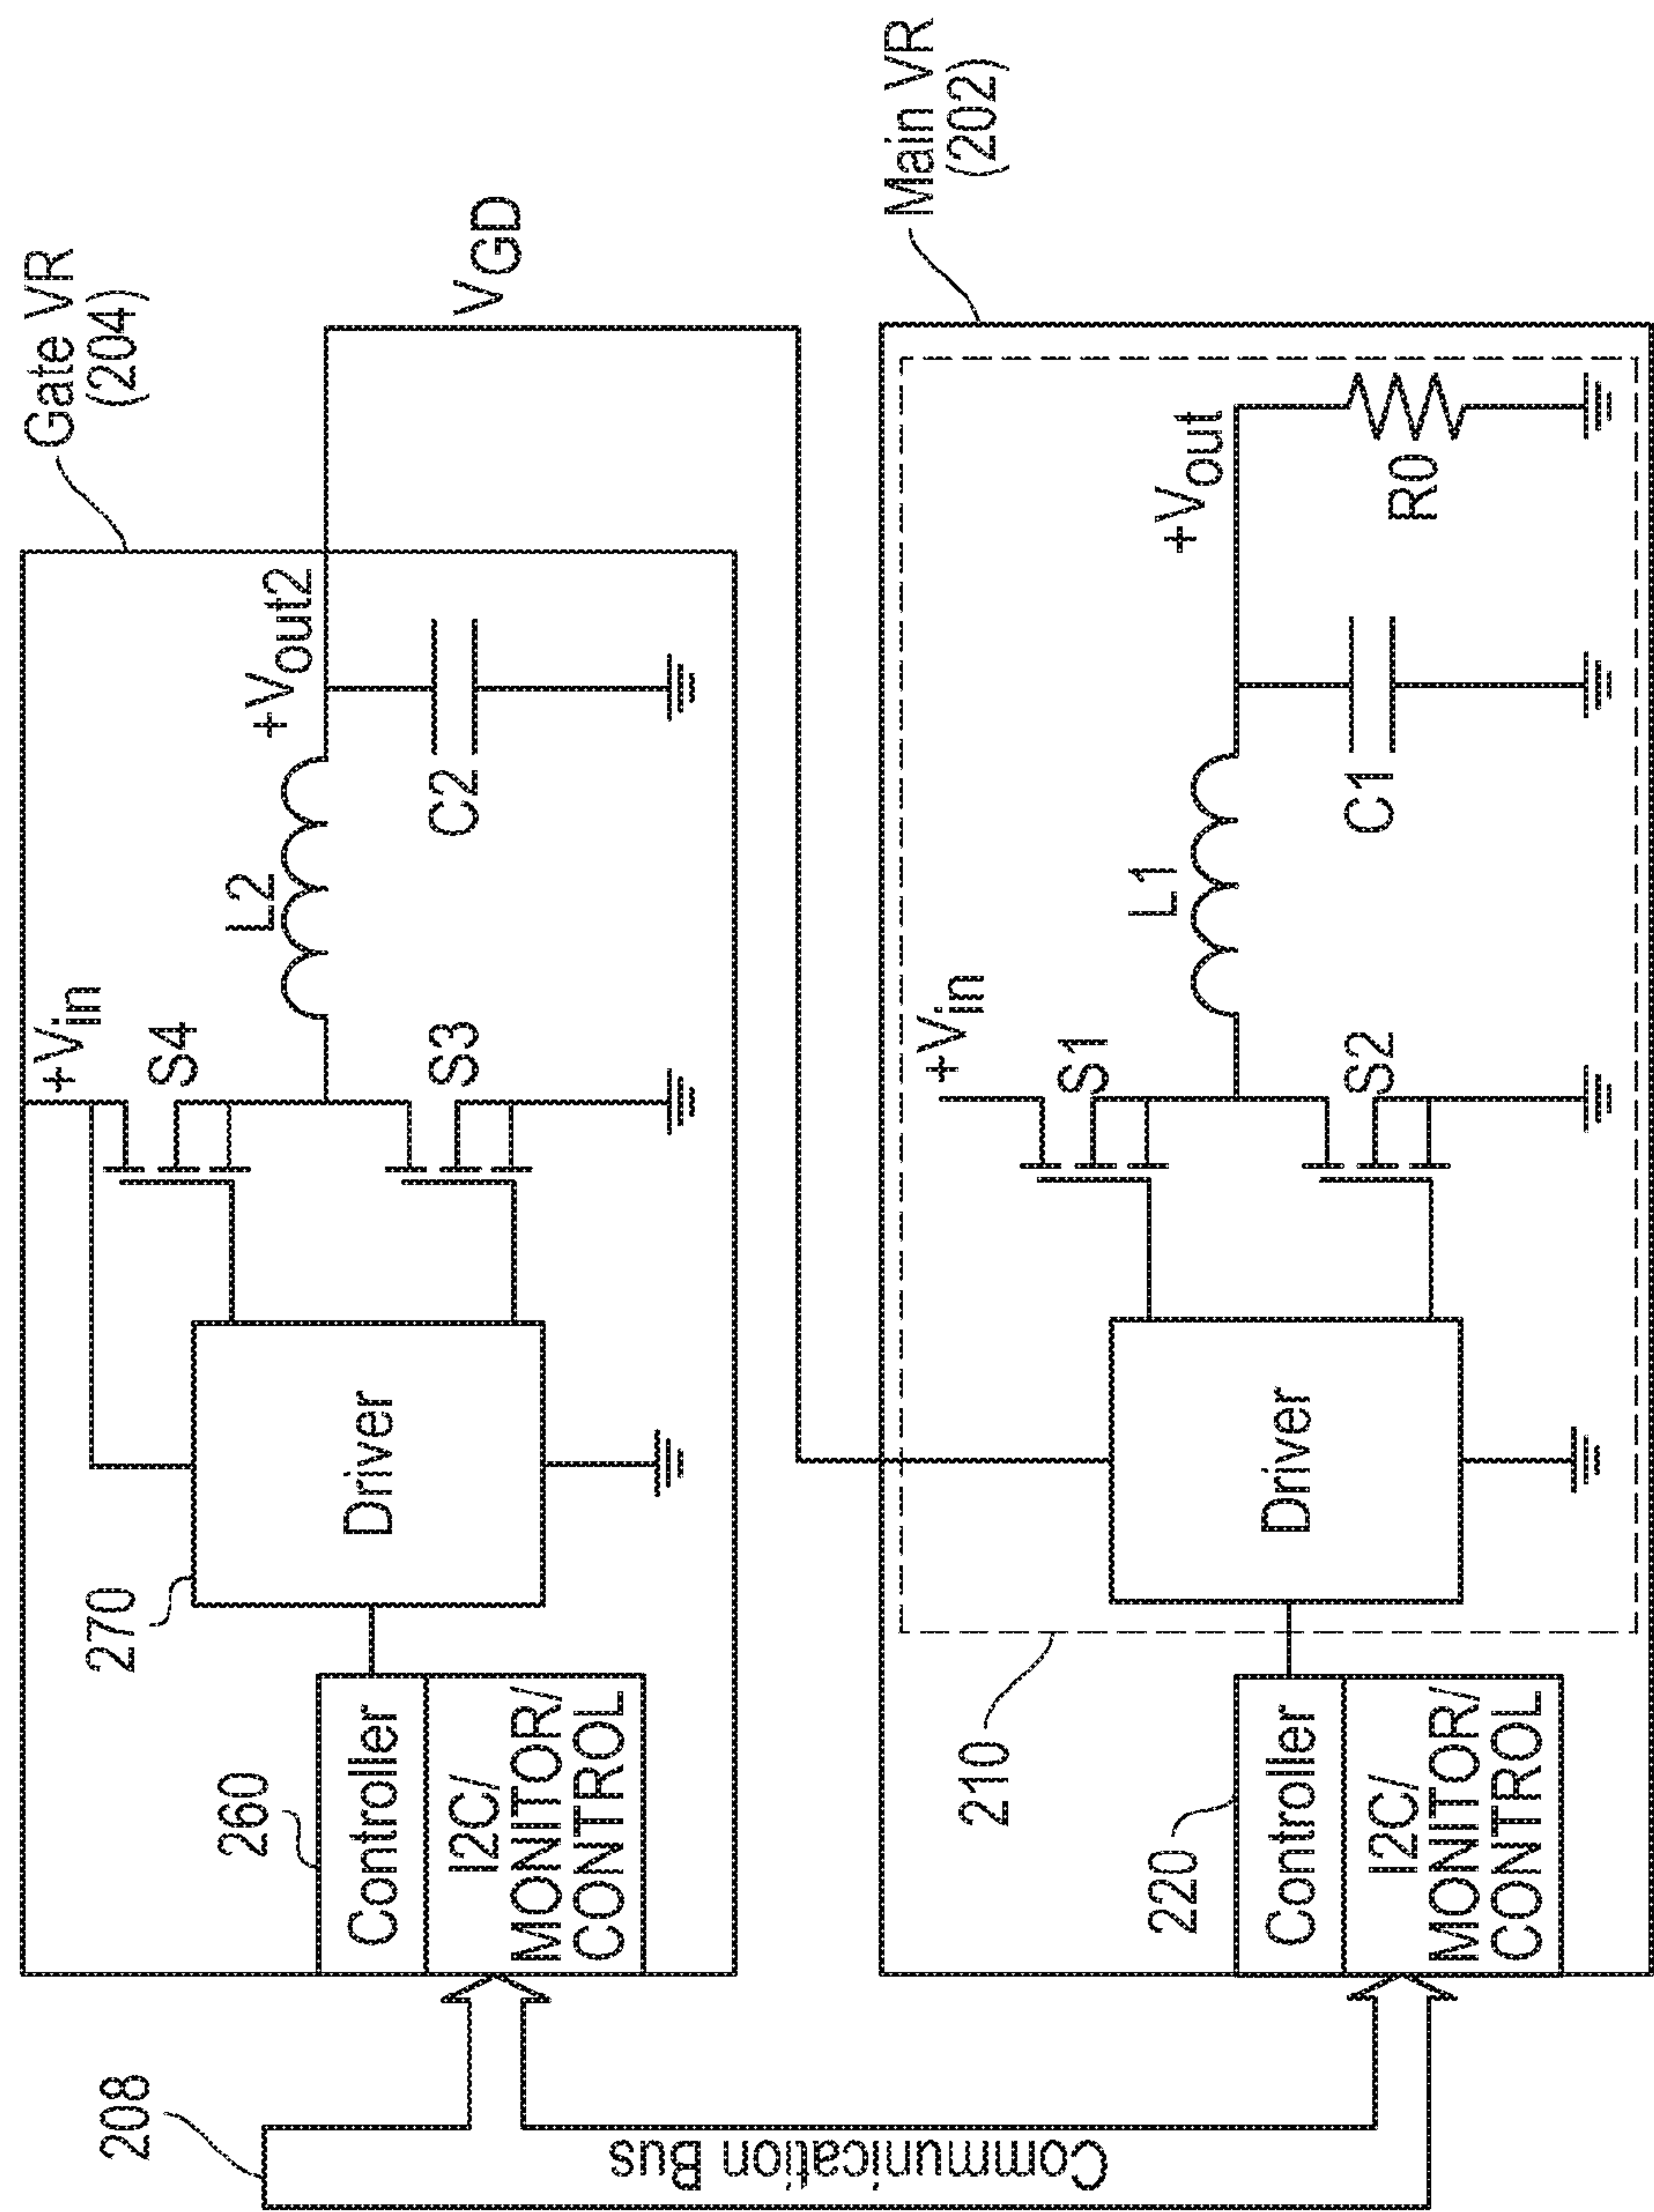 Gate VR
(204)
+Vin
S4
L2
+Vout2
S3
C2
VGD
270
Driver
260
Controller
I2C/
MONITOR/
CONTROL
208
Communication Bus
Main VR
(202)
+Vin
S1
L1
+Vout
S2
C1
R0
Driver
210
220
Controller
I2C/
MONITOR/
CONTROL